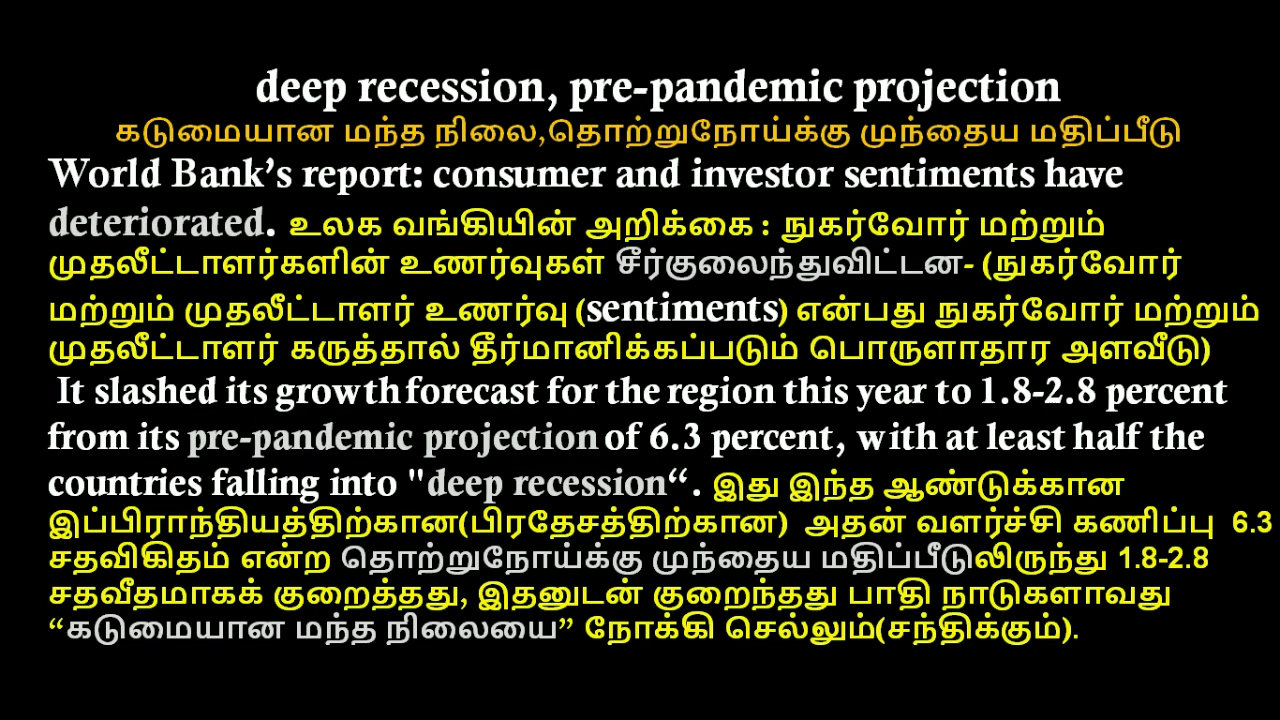 deep recession, pre-pandemic projection
கடுமையான மந்த நிலை,தொற்றுநோய்க்கு முந்தைய மதிப்பீடு
World Bank’s report: consumer and investor sentiments have
deteriorated. உலக வங்கியின் அறிக்கை : நுகர்வோர் மற்றும்
முதலீட்டாளர்களின் உணர்வுகள் சீர்குலைந்துவிட்டன- (நுகர்வோர்
மற்றும் முதலீட்டாளர் உணர்வு (sentiments) என்பது நுகர்வோர் மற்றும்
முதலீட்டாளர் கருத்தால் தீர்மானிக்கப்படும் பொருளாதார அளவீடு)
It slashed its growth forecast for the region this year to 1.8-2.8 percent
from its pre-pandemic projection of 6.3 percent, with at least half the
countries falling into "deep recession“. இது இந்த ஆண்டுக்கான
இப்பிராந்தியத்திற்கான(பிரதேசத்திற்கான) அதன் வளர்ச்சி கணிப்பு 6.3
சதவிகிதம் என்ற தொற்றுநோய்க்கு முந்தைய மதிப்பீடுலிருந்து 1.8-2.8
சதவீதமாகக் குறைத்தது, இதனுடன் குறைந்தது பாதி நாடுகளாவது
“கடுமையான மந்த நிலையை” நோக்கி செல்லும்(சந்திக்கும்).